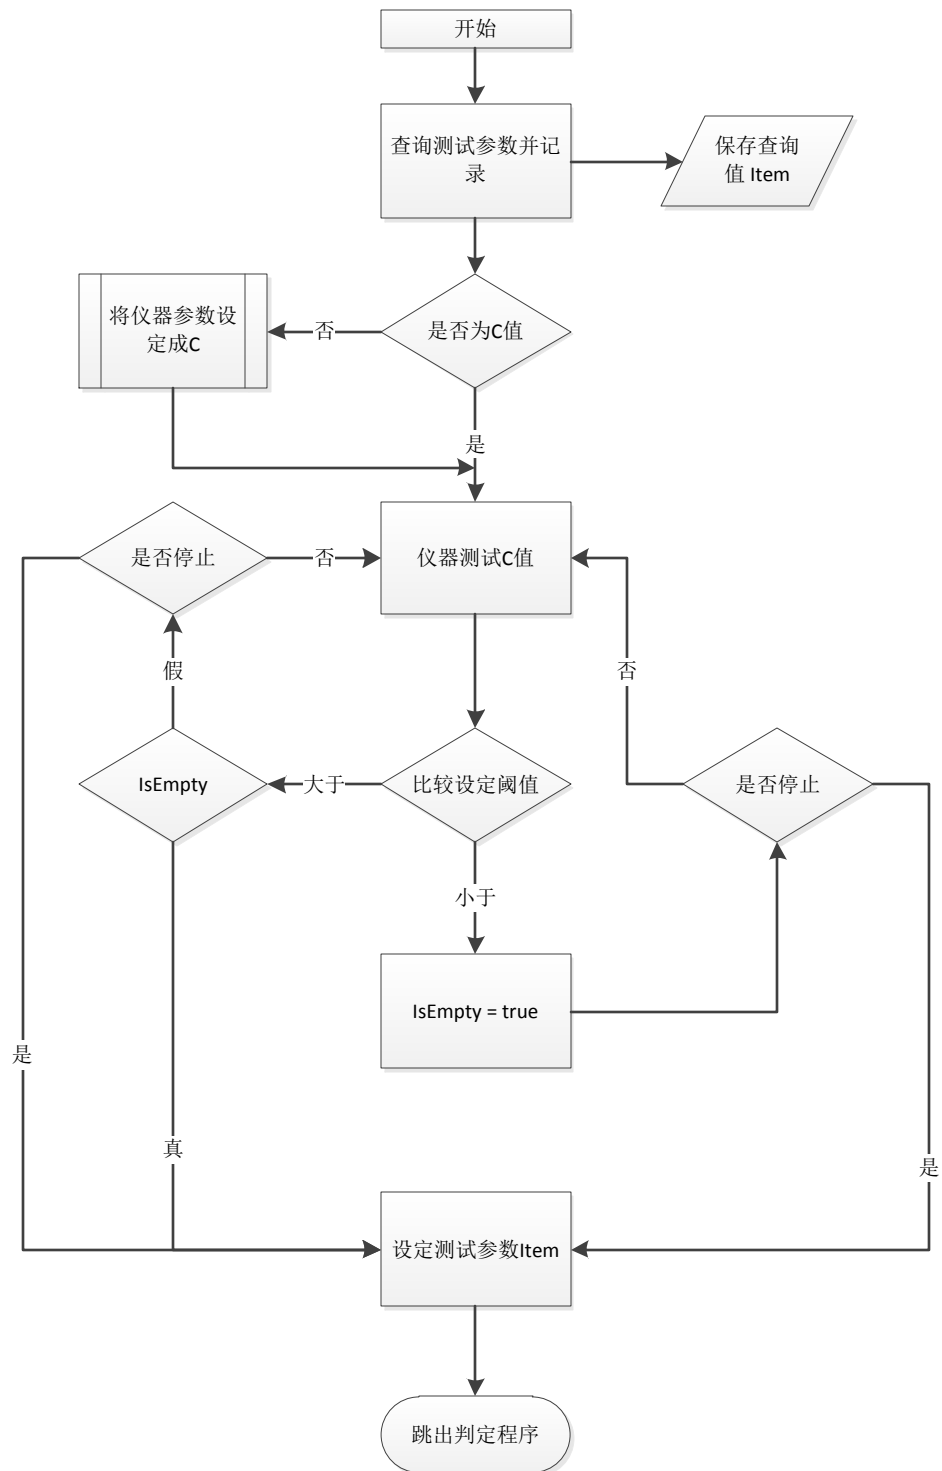 开始
查询测试参数并记
录
保存查询
值 Item
是否为C值
否
将仪器参数设
定成C
是
是否停止
否
仪器测试C值
假
否
IsEmpty
大于
比较设定阈值
是否停止
小于
IsEmpty = true
是
真
是
设定测试参数Item
跳出判定程序